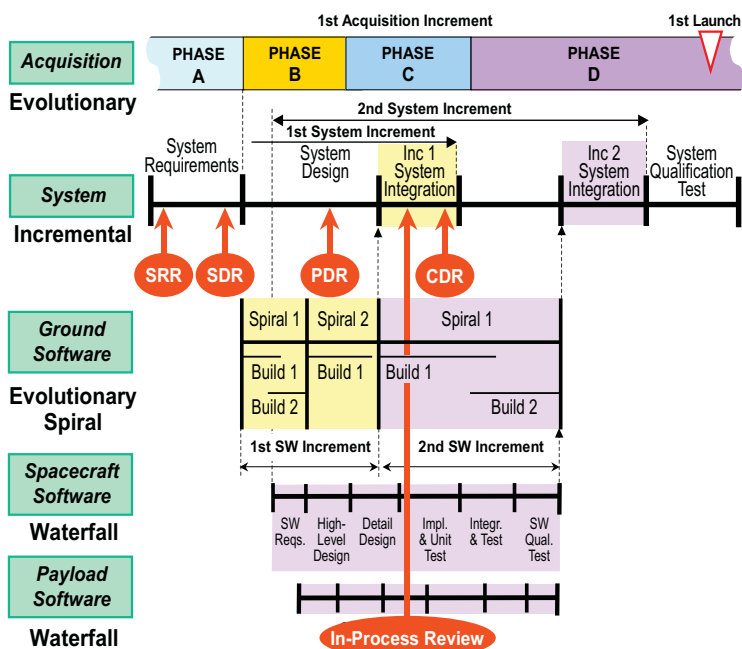 1st Acquisition Increment
1st Launch
Acquisition
Evolutionary
PHASE
A
PHASE
B
PHASE
C
PHASE
D
2nd System Increment
1st System Increment
System
Requirements
System
Design
Inc 1
System
Integration
Inc 2
System
Integration
System
Qualification
Test
System
Incremental
SRR
SDR
PDR
CDR
Ground
Software
Evolutionary
Spiral
Spiral 1
Spiral 2
Spiral 1
Build 1
Build 1
Build 1
Build 2
Build 2
1st SW Increment
2nd SW Increment
Spacecraft
Software
Waterfall
SW
Reqs.
High-
Level
Design
Detail
Design
Impl.
& Unit
Test
Integr.
& Test
SW
Qual.
Test
Payload
Software
Waterfall
In-Process Review